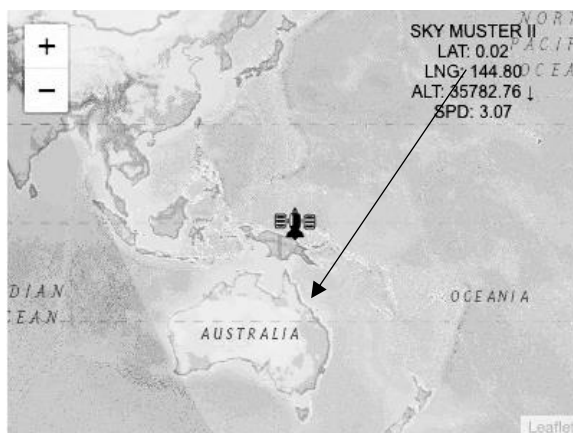 +
SKY MUSTER II
LAT: 0.02
LNG: 144.80
ALT: 35782.76 ↓
SPD: 3.07
NORT
PACIF
OCEA
−
DIAN
CEAN
OCEANIA
AUSTRALIA
Leaflet